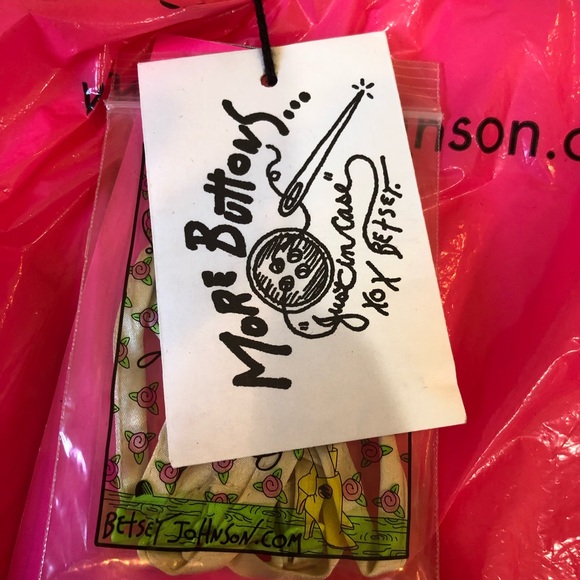 More Buttons...
"Just in case"
XOX Betsey
nson.c
Betsey Johnson.com